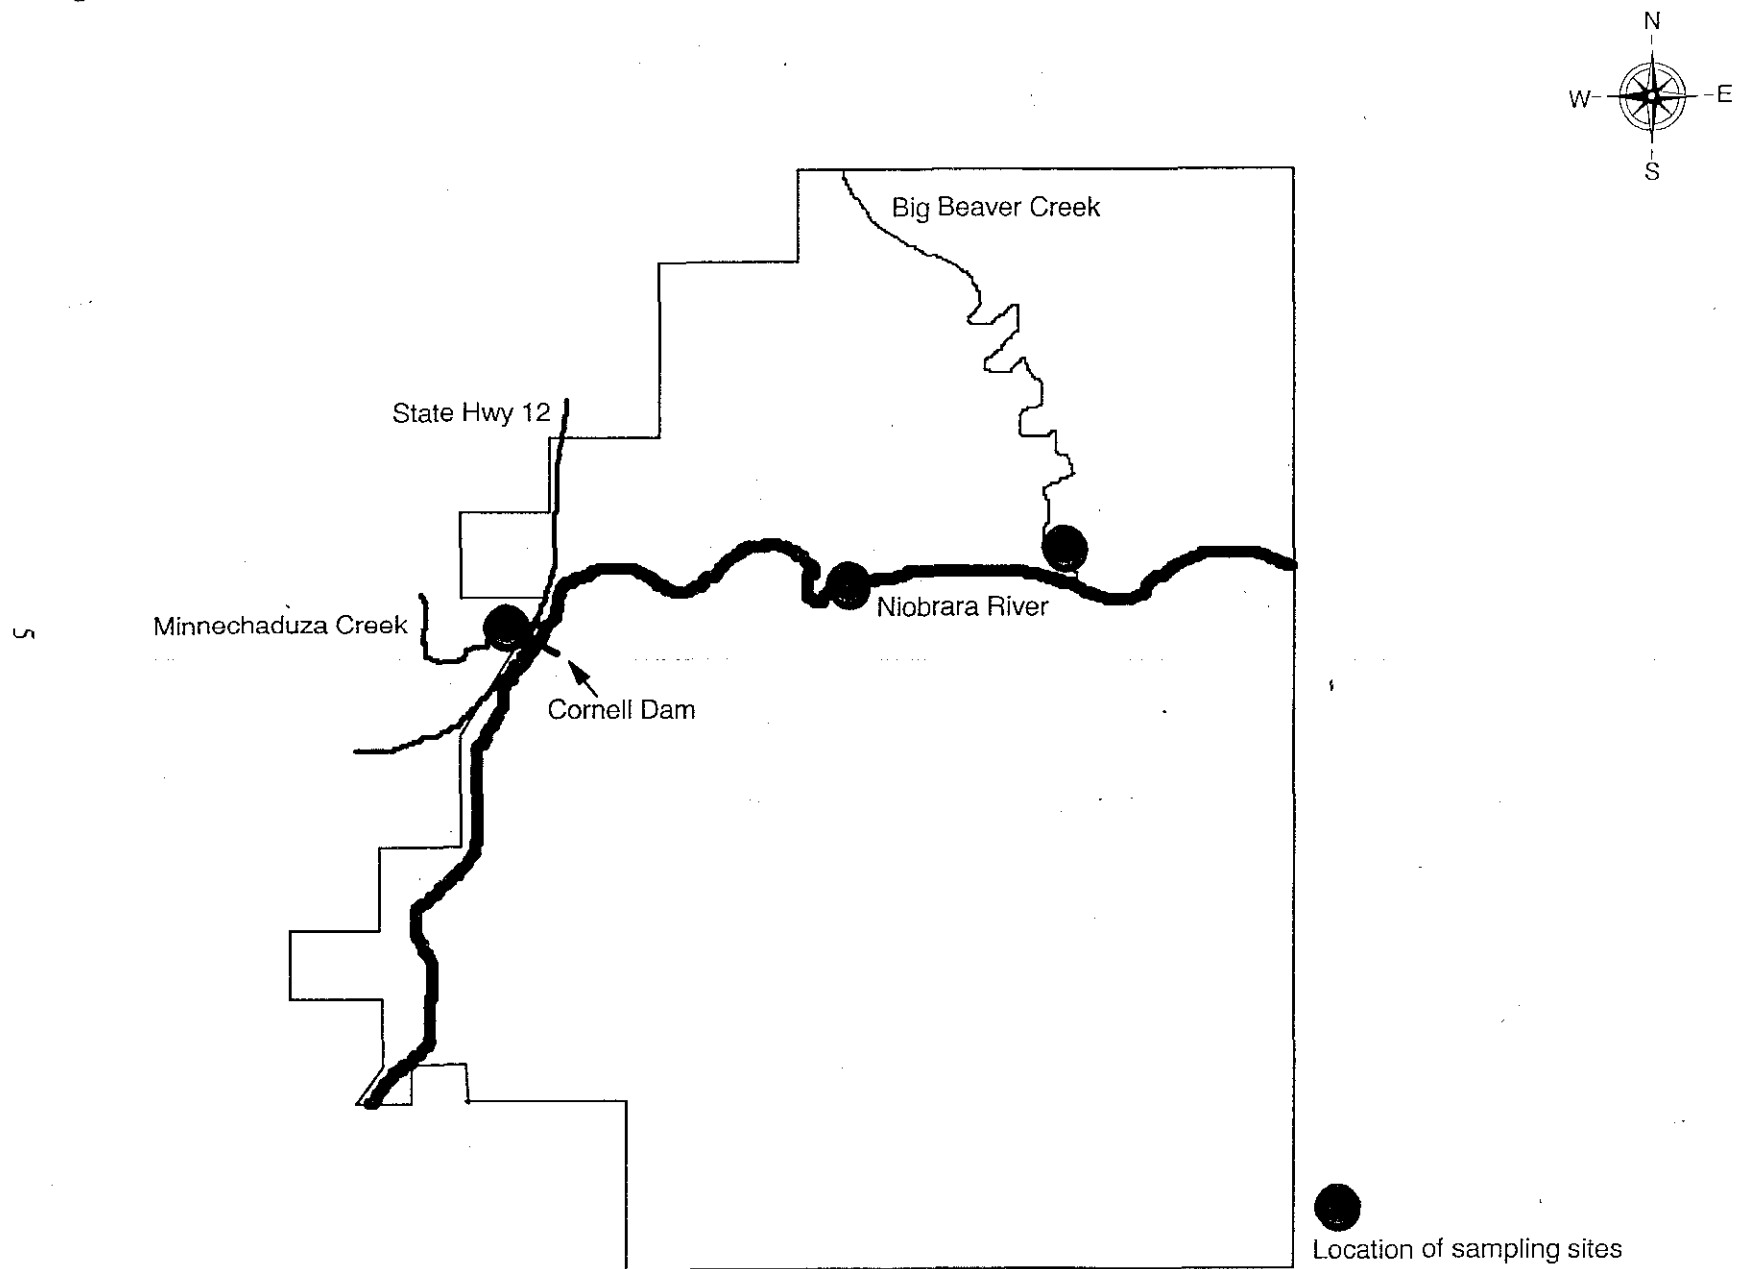 N
W
E
S
Big Beaver Creek
State Hwy 12
Minnechaduza Creek
Niobrara River
5
Cornell Dam
Location of sampling sites